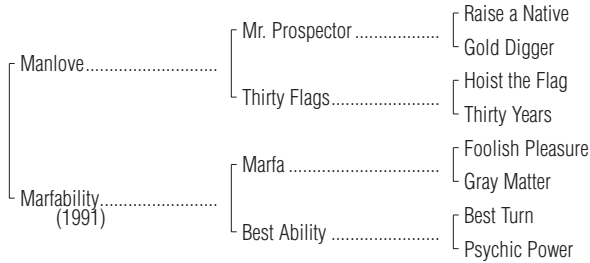 Raise a Native
Mr. Prospector ..................
Gold Digger
Manlove............................
Hoist the Flag
Thirty Flags.......................
Thirty Years
Foolish Pleasure
Marfa ................................
Gray Matter
Marfability.........................
(1991)
Best Turn
Best Ability .......................
Psychic Power